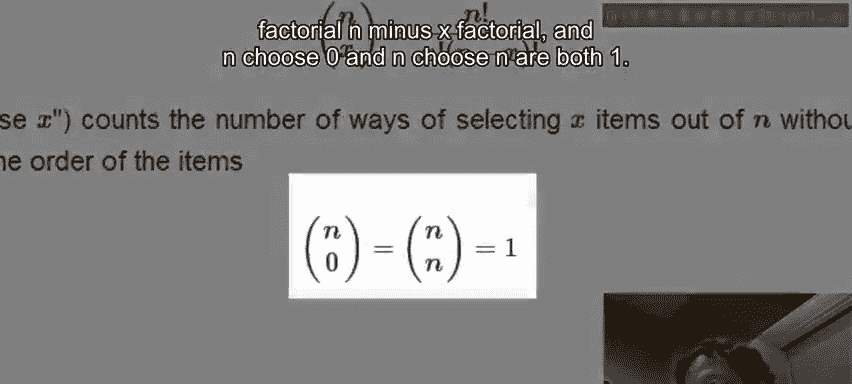 factorial n minus x factorial, and
n choose 0 and n choose n are both 1.
n!
se x") counts the number of ways of selecting x items out of n withou
he order of the items
(n 0) = (n n) = 1